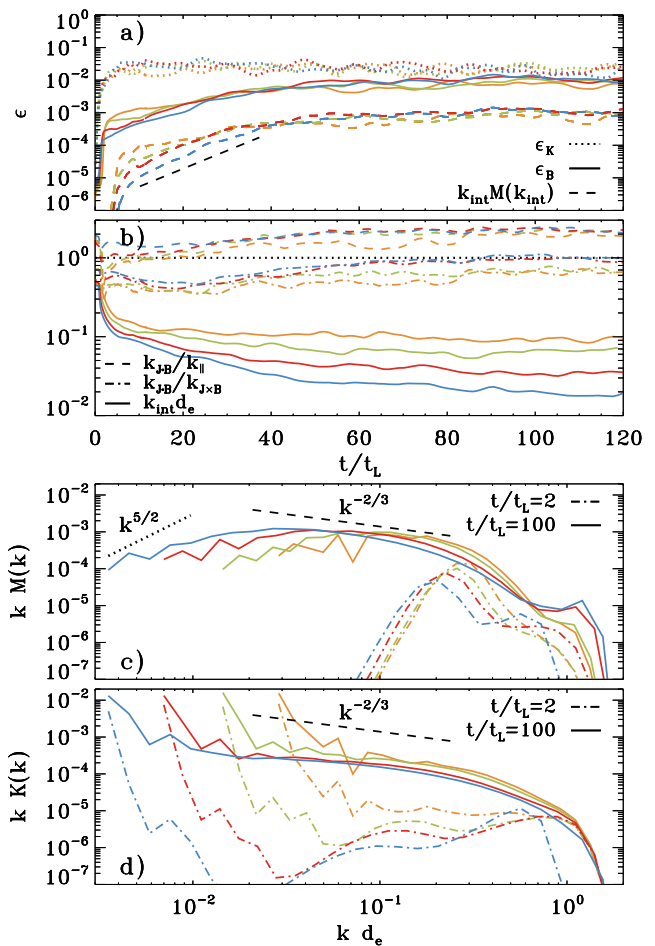 a)
10⁰
10⁻¹
10⁻²
10⁻³
10⁻⁴
10⁻⁵
10⁻⁶
ϵ
ϵ_K
ϵ_B
k_int M(k_int)
b)
10⁰
10⁻¹
10⁻²
k_J·B/k_∥
k_J·B/k_J×B
k_int d_e
0 20 40 60 80 100 120
t/t_L
10⁻²
10⁻³
10⁻⁴
10⁻⁵
10⁻⁶
10⁻⁷
k M(k)
k^5/2
k^-2/3
t/t_L=2
t/t_L=100
c)
10⁻²
10⁻³
10⁻⁴
10⁻⁵
10⁻⁶
10⁻⁷
k K(k)
k^-2/3
t/t_L=2
t/t_L=100
d)
10⁻² 10⁻¹ 10⁰
k d_e